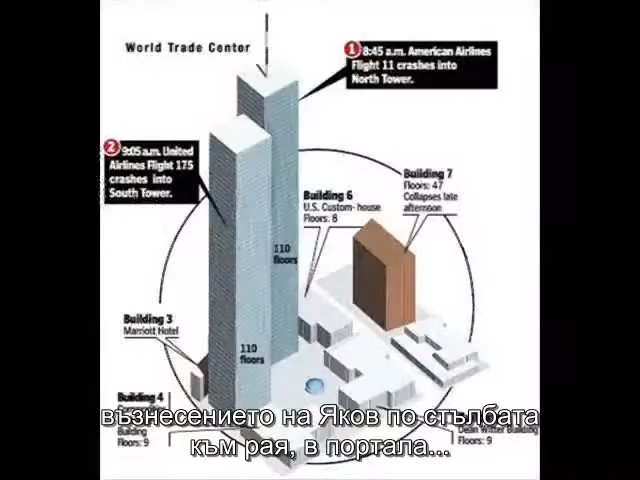 World Trade Center
1 8:45 a.m. American Airlines
Flight 11 crashes into
North Tower.
2 9:05 a.m. United
Airlines Flight 175
crashes into
South Tower.
Building 7
Floors: 47
Collapses late
afternoon
Building 6
U.S. Custom- house
Floors: 8
110
floors
Building 3
Marriott Hotel
110
floors
Building 4
Building
Floors: 9
Dean Witter Building
Floors: 9
възнесението на Яков по стълбата
към рая, в портала...